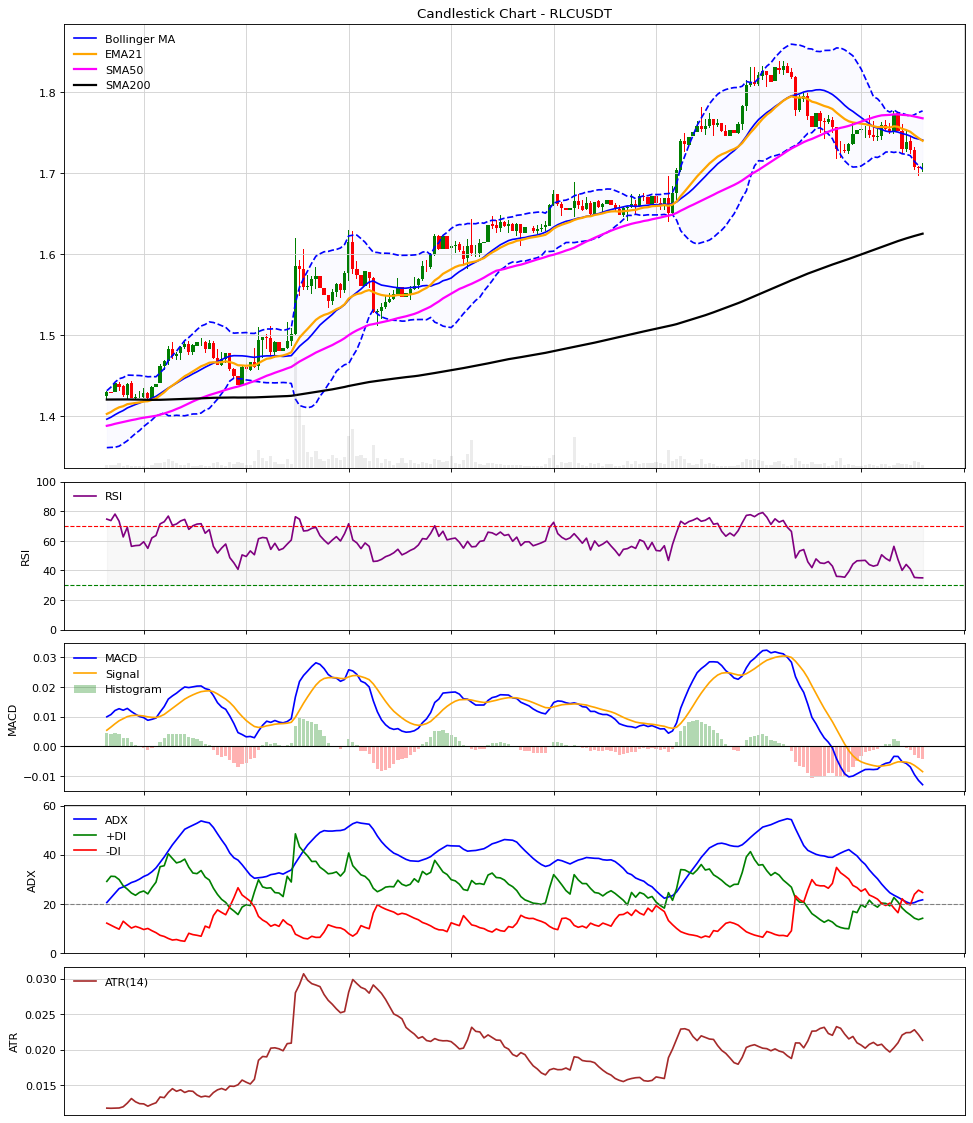 Candlestick Chart - RLCUSDT
Bollinger MA
EMA21
SMA50
SMA200
1.8
1.7
1.6
1.5
1.4
RSI
100
80
60
40
20
0
RSI
MACD
Signal
Histogram
0.03
0.02
0.01
0.00
−0.01
MACD
ADX
+DI
-DI
60
40
20
0
ADX
ATR(14)
0.030
0.025
0.020
0.015
ATR